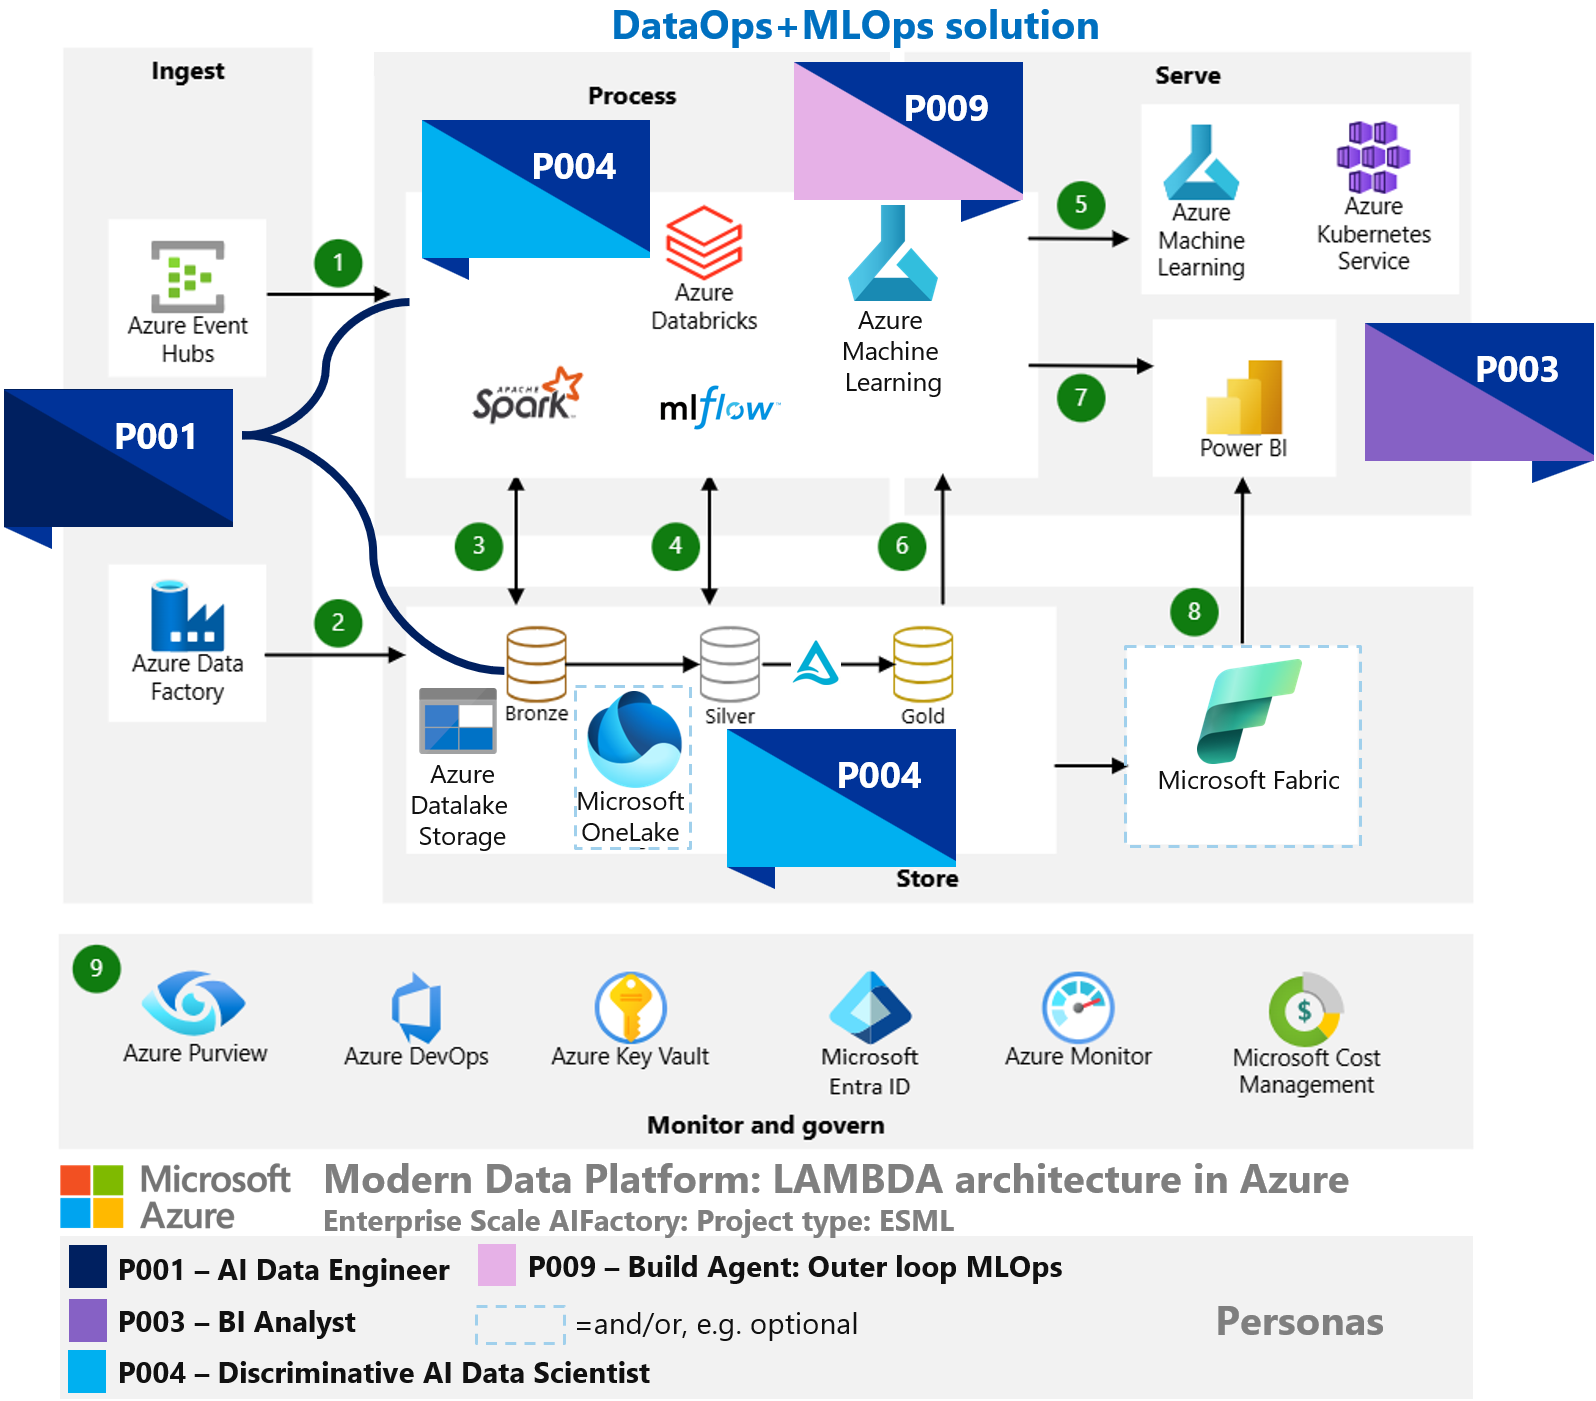 DataOps+MLOps solution
Ingest
Process
Serve
P009
P004
5
Azure
Machine
Learning
Azure
Kubernetes
Service
1
Azure Event
Hubs
Azure
Databricks
Azure
Machine
Learning
APACHE
Spark™
mlflow™
7
Power BI
P003
P001
3
4
6
8
2
Azure Data
Factory
Bronze
Silver
Gold
Azure
Datalake
Storage
Microsoft
OneLake
P004
Microsoft Fabric
Store
9
Azure Purview
Azure DevOps
Azure Key Vault
Microsoft
Entra ID
Azure Monitor
$
Microsoft Cost
Management
Monitor and govern
Microsoft
Azure
Modern Data Platform: LAMBDA architecture in Azure
Enterprise Scale AIFactory: Project type: ESML
P001 – AI Data Engineer
P009 – Build Agent: Outer loop MLOps
P003 – BI Analyst
=and/or, e.g. optional
Personas
P004 – Discriminative AI Data Scientist